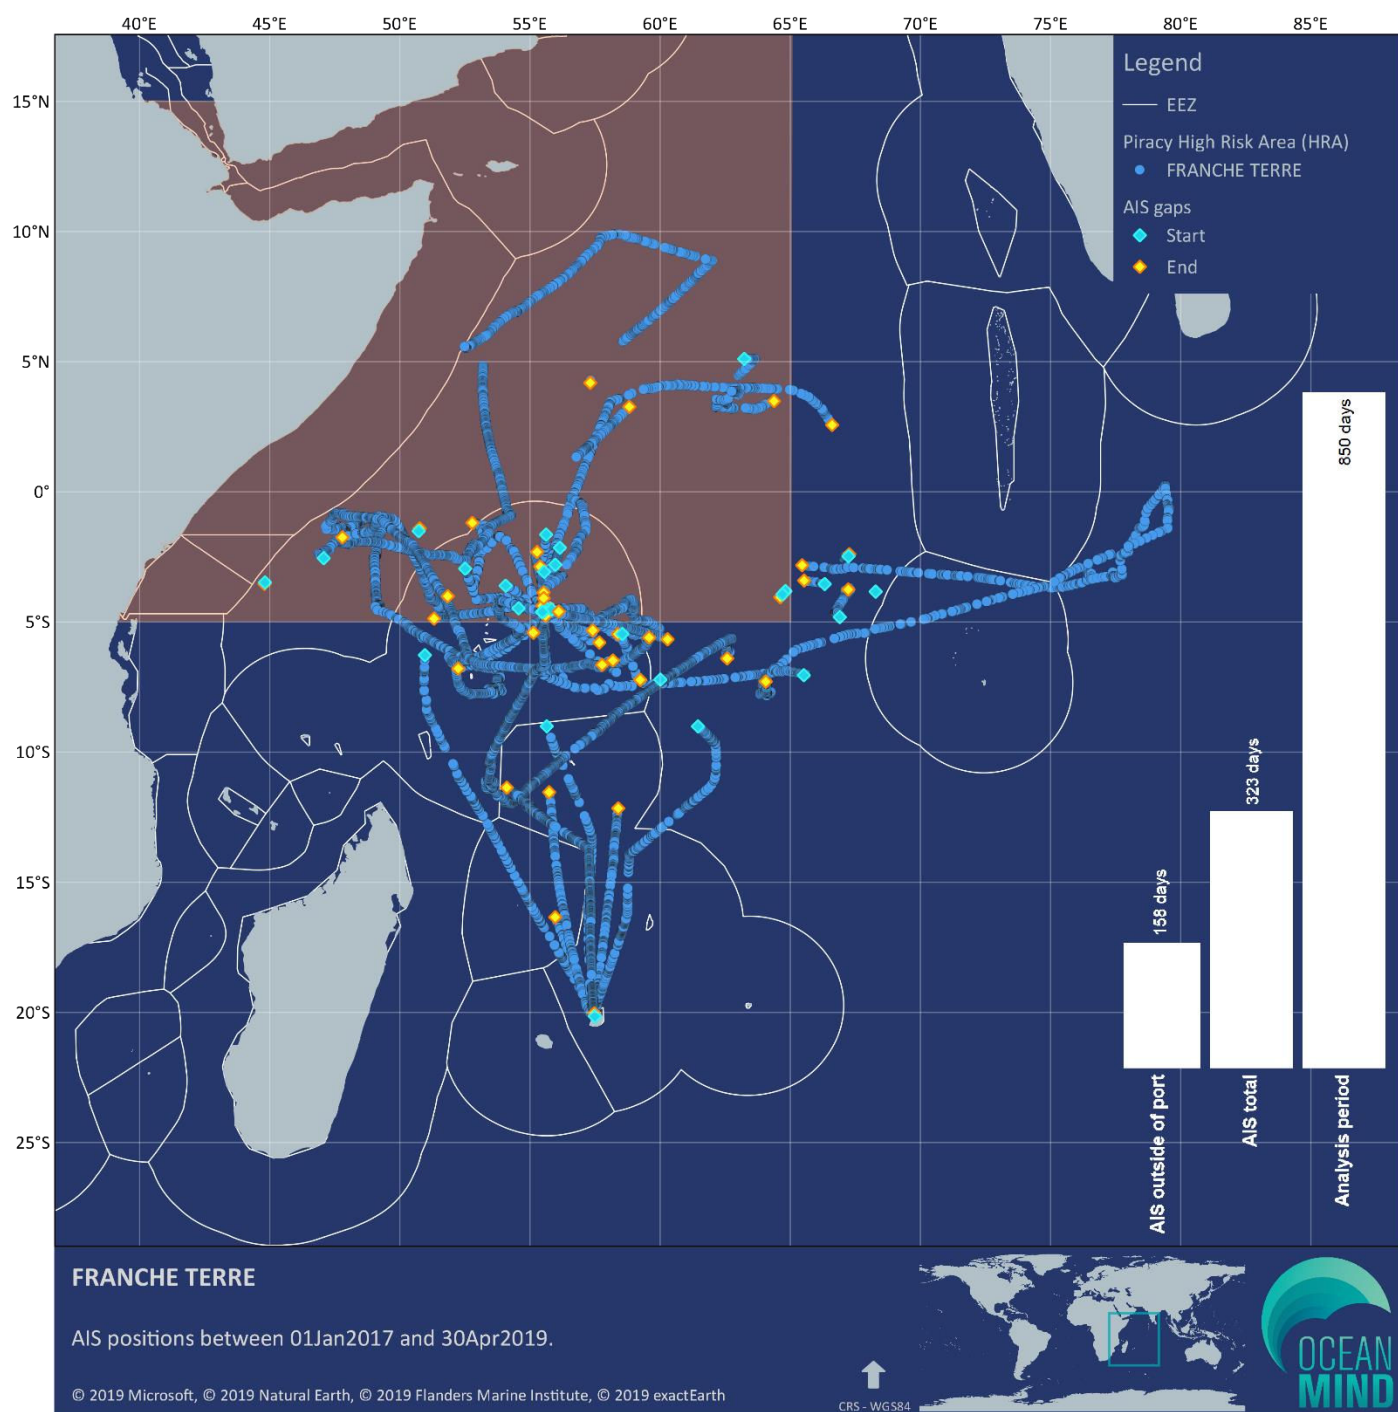 40°E 45°E 50°E 55°E 60°E 65°E 70°E 75°E 80°E 85°E
15°N
10°N
5°N
0°
5°S
10°S
15°S
20°S
25°S
Legend
EEZ
Piracy High Risk Area (HRA)
FRANCHE TERRE
AIS gaps
Start
End
158 days
323 days
850 days
AIS outside of port
AIS total
Analysis period
FRANCHE TERRE
AIS positions between 01Jan2017 and 30Apr2019.
© 2019 Microsoft, © 2019 Natural Earth, © 2019 Flanders Marine Institute, © 2019 exactEarth
CRS - WGS84
OCEAN
MIND